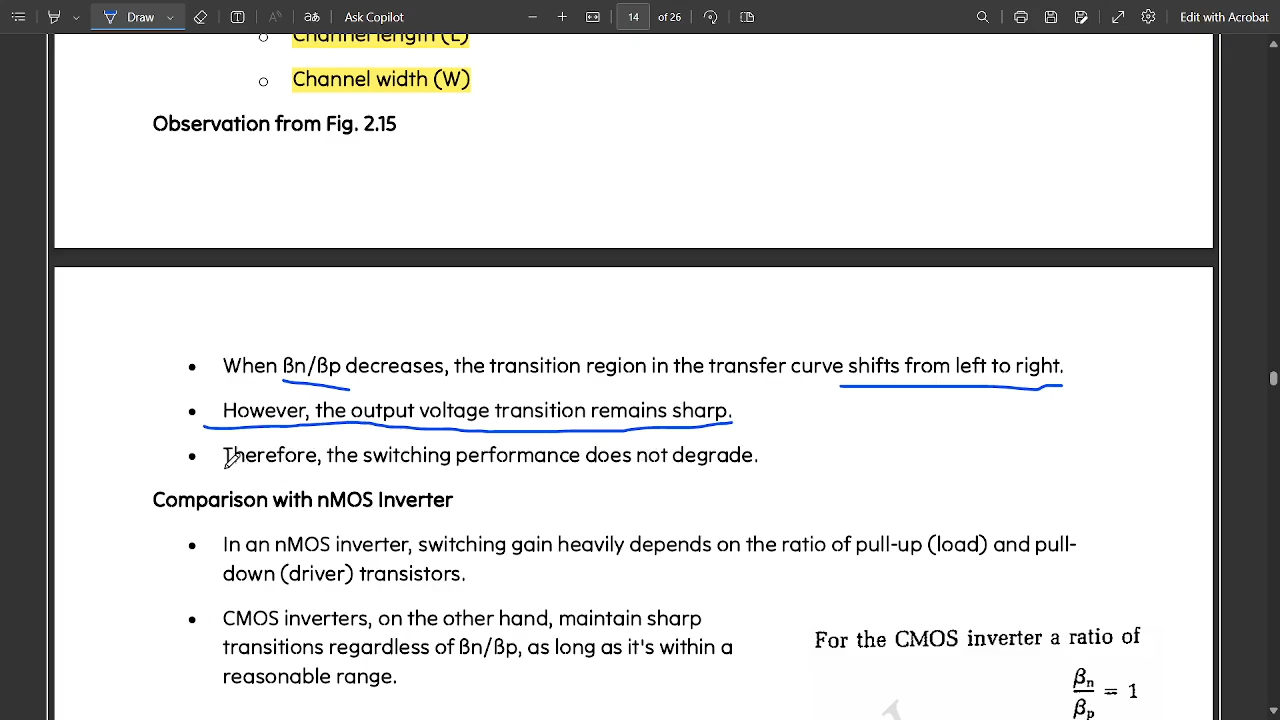 Draw
Ask Copilot
14 of 26
Edit with Acrobat
Channel length (L)
Channel width (W)
Observation from Fig. 2.15
When βn/βp decreases, the transition region in the transfer curve shifts from left to right.
However, the output voltage transition remains sharp.
Therefore, the switching performance does not degrade.
Comparison with nMOS Inverter
In an nMOS inverter, switching gain heavily depends on the ratio of pull-up (load) and pull-
down (driver) transistors.
CMOS inverters, on the other hand, maintain sharp
transitions regardless of βn/βp, as long as it's within a
reasonable range.
For the CMOS inverter a ratio of
βn
= 1
βp